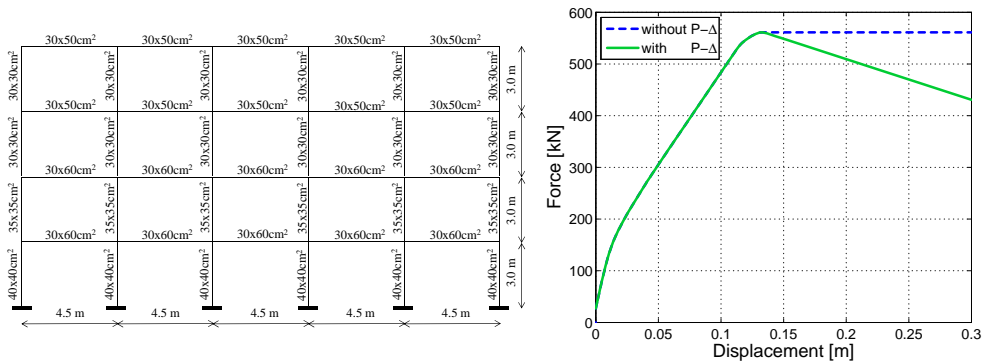 30x50cm² 30x50cm² 30x50cm² 30x50cm² 30x50cm²
30x30cm² 30x30cm² 30x30cm² 30x30cm² 30x30cm² 30x30cm² 3.0 m
30x50cm² 30x50cm² 30x50cm² 30x50cm² 30x50cm²
30x30cm² 30x30cm² 30x30cm² 30x30cm² 30x30cm² 30x30cm² 3.0 m
30x60cm² 30x60cm² 30x60cm² 30x60cm² 30x60cm²
35x35cm² 35x35cm² 35x35cm² 35x35cm² 35x35cm² 35x35cm² 3.0 m
30x60cm² 30x60cm² 30x60cm² 30x60cm² 30x60cm²
40x40cm² 40x40cm² 40x40cm² 40x40cm² 40x40cm² 40x40cm² 3.0 m
4.5 m 4.5 m 4.5 m 4.5 m 4.5 m
Force [kN]
600
500
400
300
200
100
0
without P−Δ
with P−Δ
0 0.05 0.1 0.15 0.2 0.25 0.3
Displacement [m]